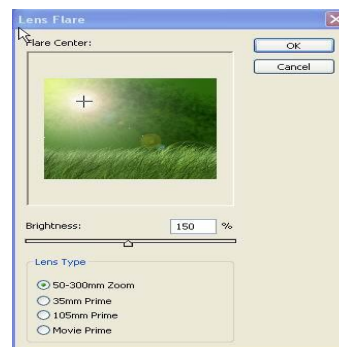 Lens Flare
Flare Center:
OK
Cancel
Brightness:
150 %
Lens Type
50-300mm Zoom
35mm Prime
105mm Prime
Movie Prime